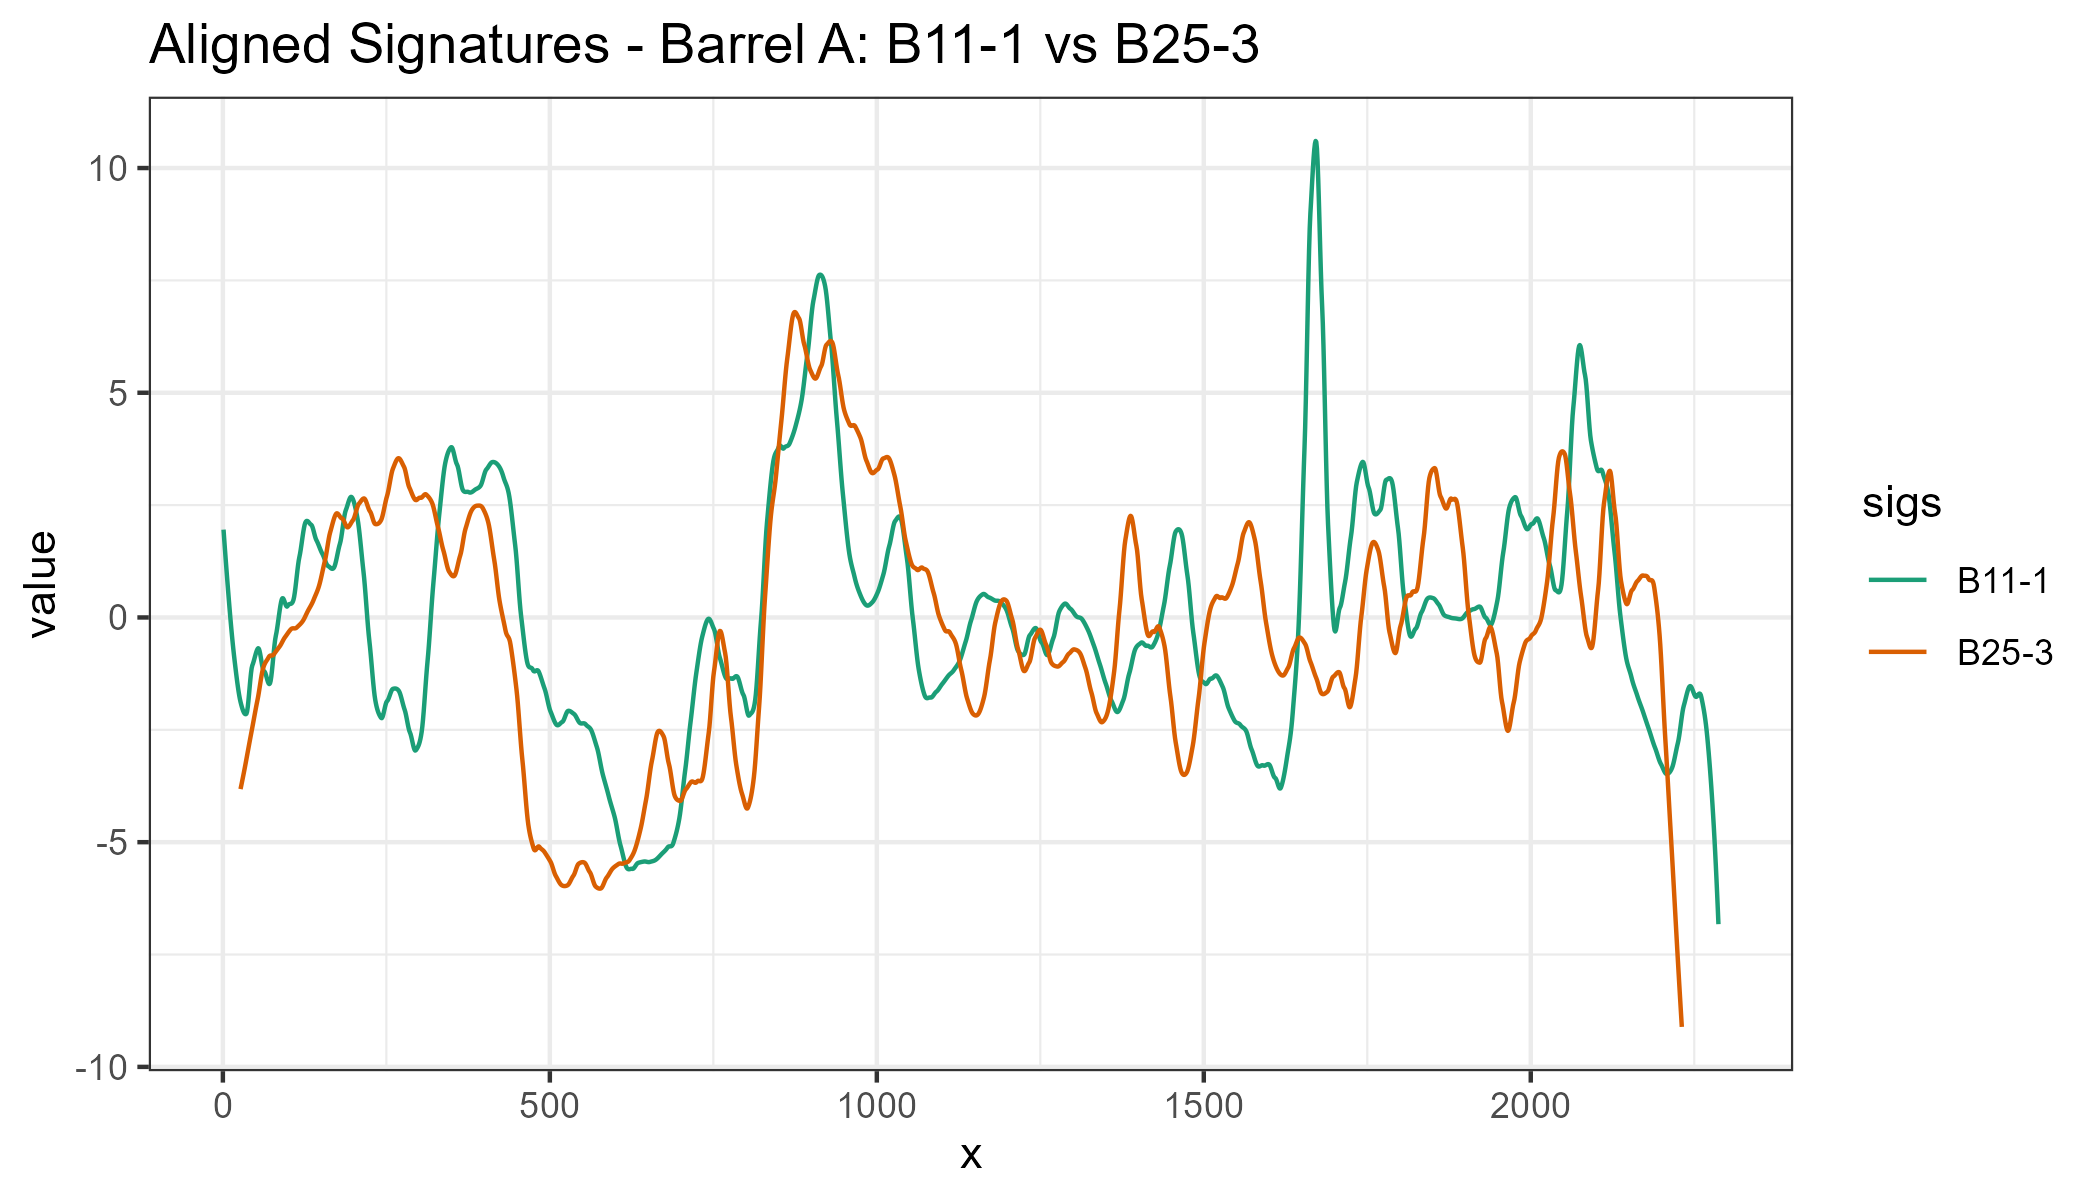 Aligned Signatures - Barrel A: B11-1 vs B25-3
value
10
5
0
-5
-10
0 500 1000 1500 2000
x
sigs
B11-1
B25-3